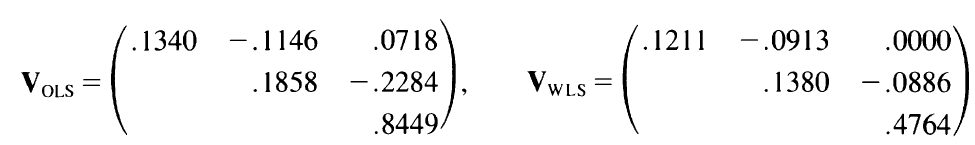 .1340 −.1146 .0718 .1211 −.0913 .0000
V_OLS = .1858 −.2284 , V_WLS = .1380 −.0886
.8449 .4764